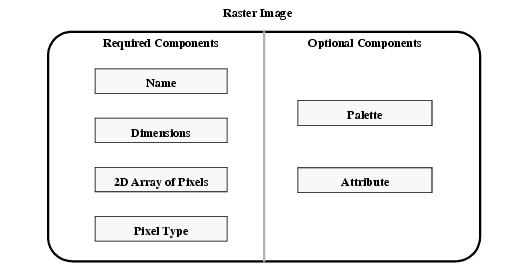 Raster Image
Required Components
Name
Dimensions
2D Array of Pixels
Pixel Type
Optional Components
Palette
Attribute